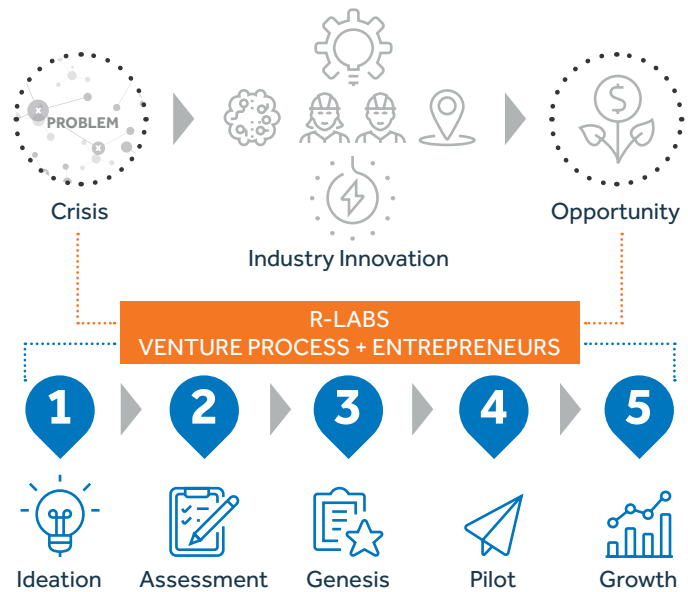 PROBLEM
x
x
$
Crisis
Industry Innovation
Opportunity
R-LABS
VENTURE PROCESS + ENTREPRENEURS
1
2
3
4
5
Ideation
Assessment
Genesis
Pilot
Growth